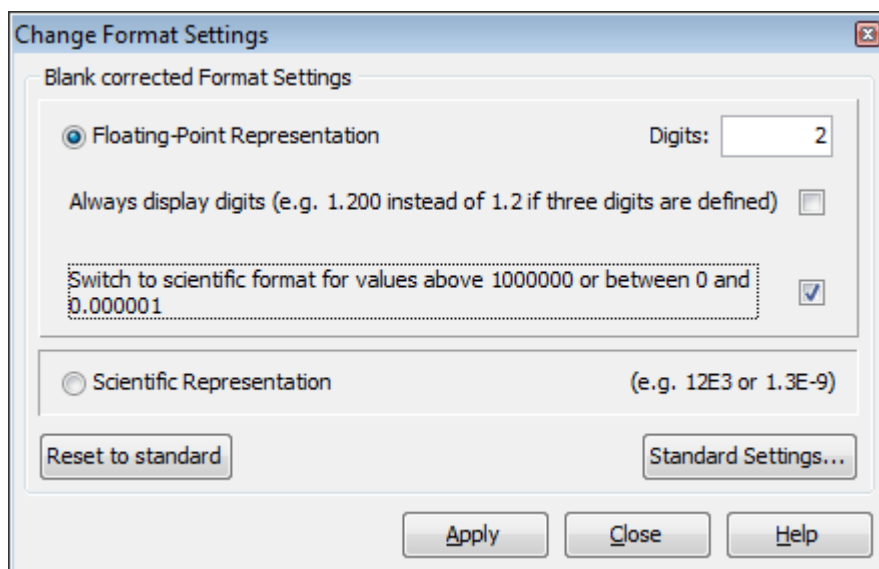 Change Format Settings
Blank corrected Format Settings
Floating-Point Representation Digits: 2
Always display digits (e.g. 1.200 instead of 1.2 if three digits are defined)
Switch to scientific format for values above 1000000 or between 0 and
0.000001
Scientific Representation (e.g. 12E3 or 1.3E-9)
Reset to standard Standard Settings...
Apply Close Help